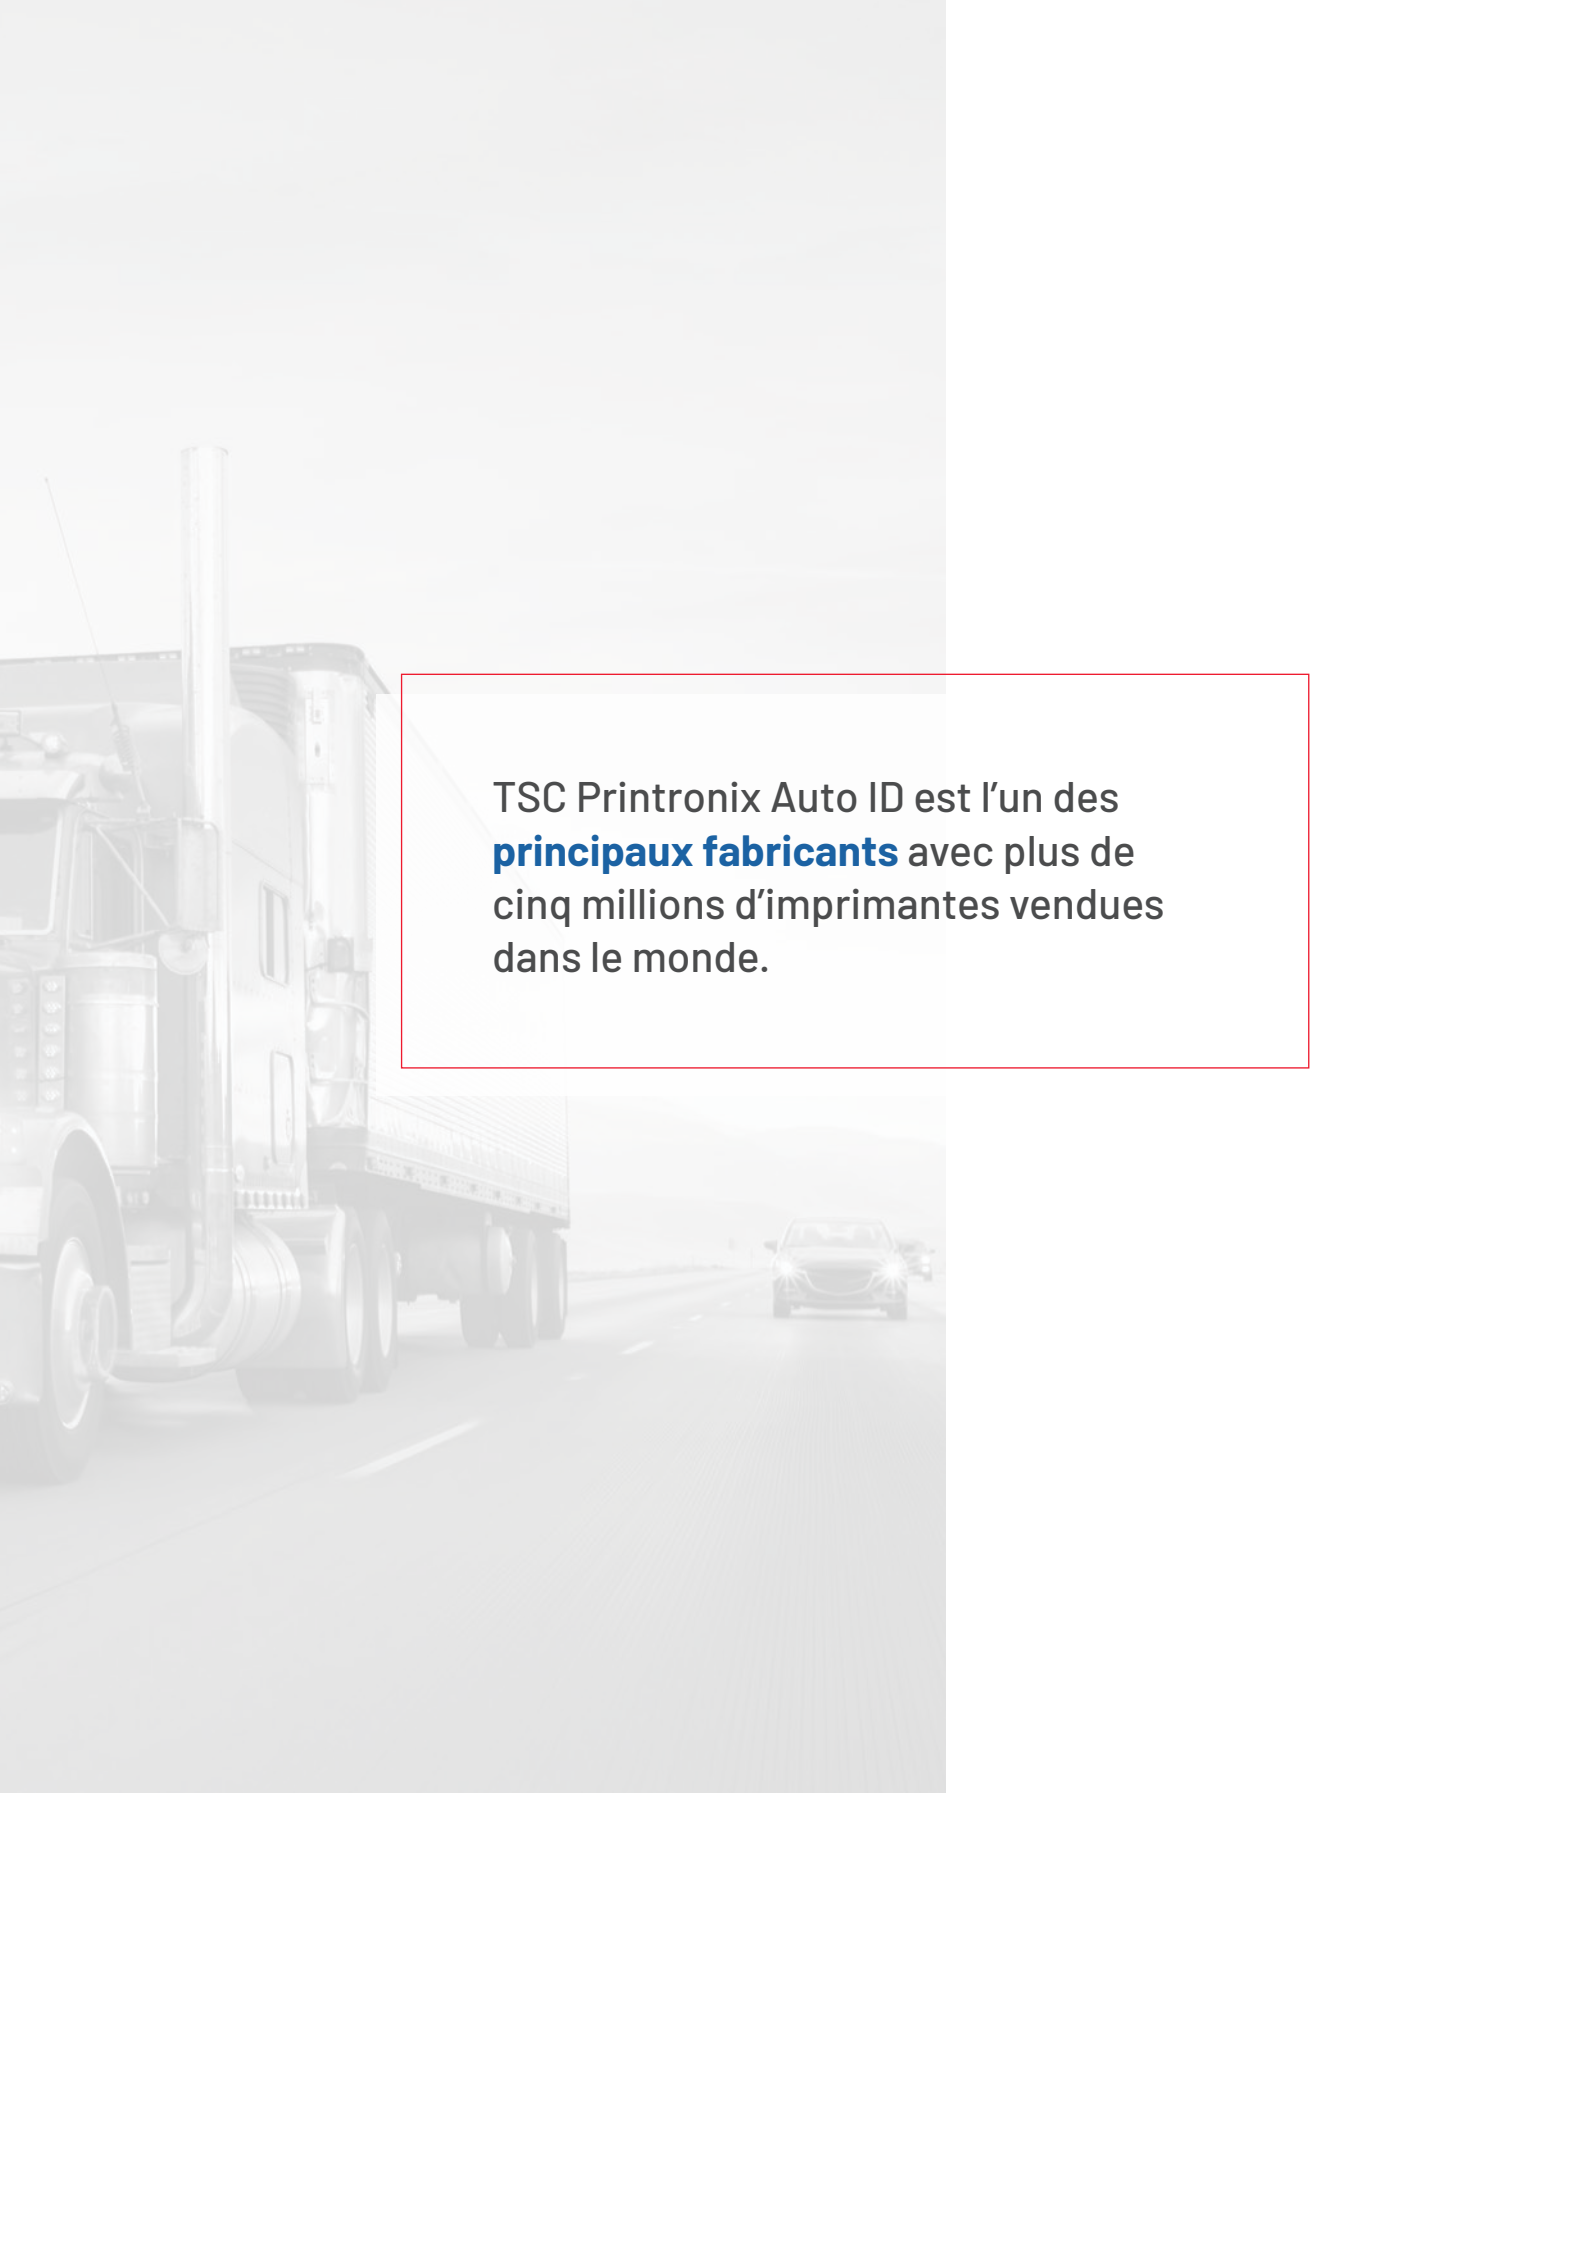 TSC Printronix Auto ID est l’un des
principaux fabricants avec plus de
cinq millions d’imprimantes vendues
dans le monde.